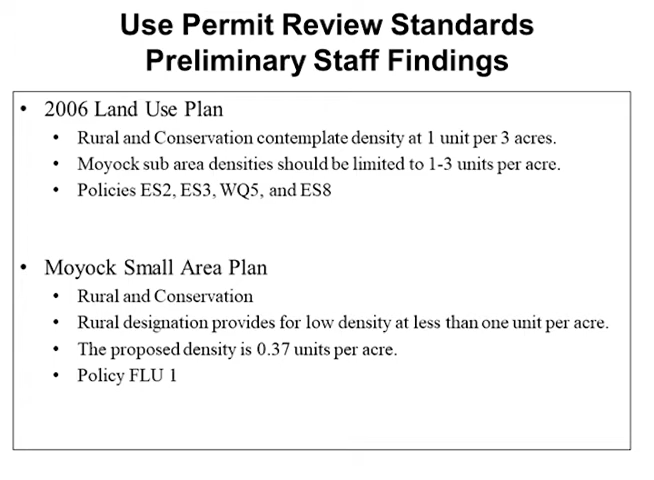 Use Permit Review Standards
Preliminary Staff Findings
• 2006 Land Use Plan
• Rural and Conservation contemplate density at 1 unit per 3 acres.
• Moyock sub area densities should be limited to 1-3 units per acre.
• Policies ES2, ES3, WQ5, and ES8
• Moyock Small Area Plan
• Rural and Conservation
• Rural designation provides for low density at less than one unit per acre.
• The proposed density is 0.37 units per acre.
• Policy FLU 1